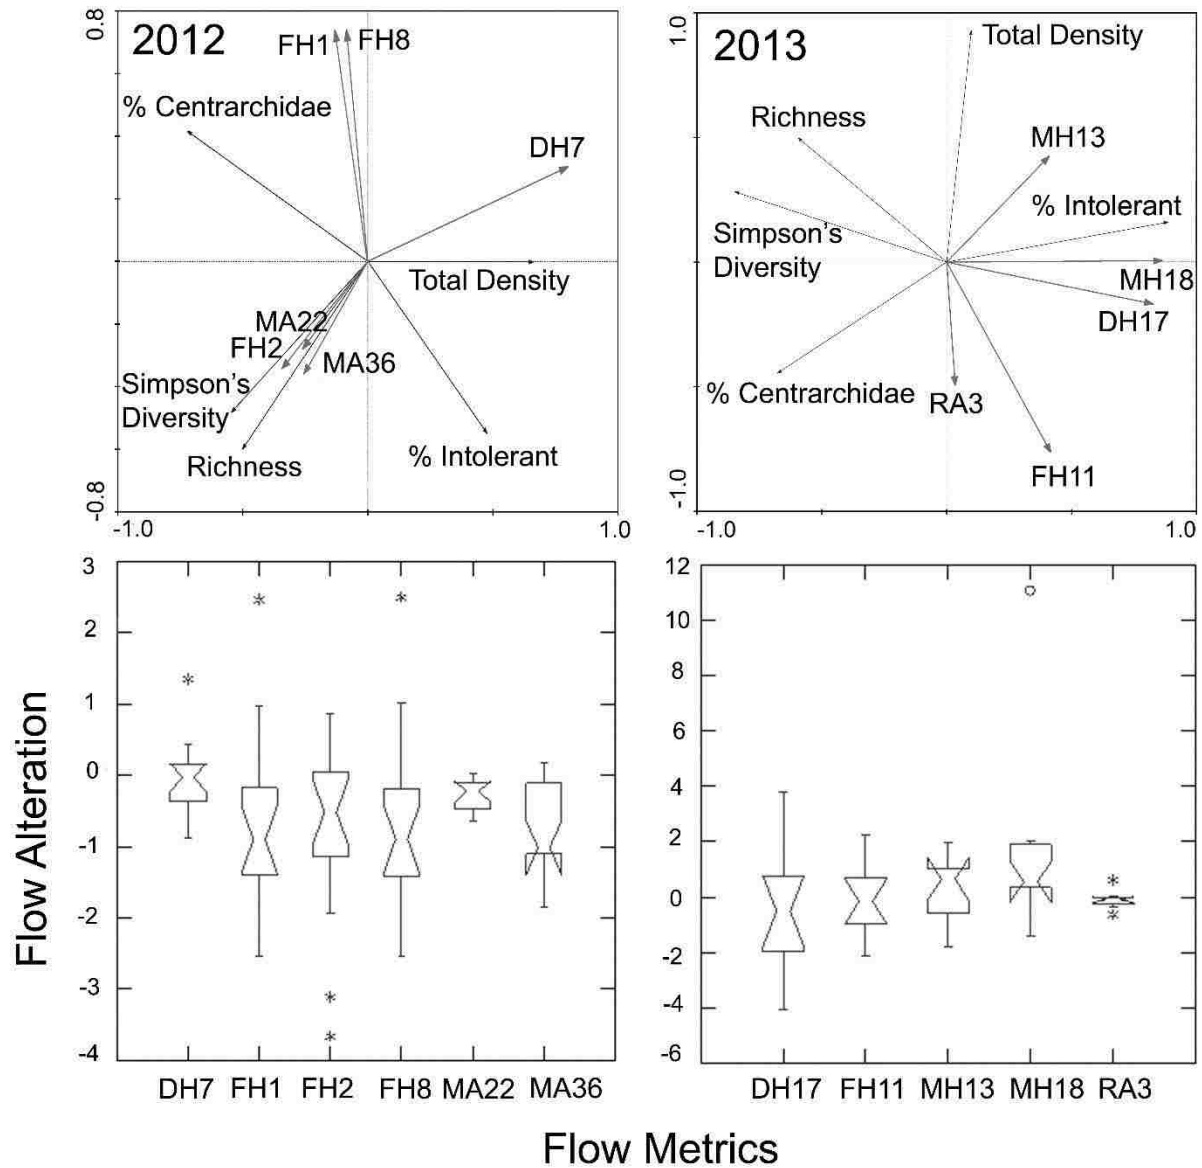 0.8
2012
FH1
FH8
% Centrarchidae
DH7
Total Density
MA22
FH2
MA36
Simpson's
Diversity
Richness
% Intolerant
-0.8
-1.0
1.0
1.0
2013
Total Density
Richness
MH13
% Intolerant
Simpson's
Diversity
MH18
DH17
% Centrarchidae
RA3
FH11
-1.0
-1.0
1.0
Flow Alteration
3
2
1
0
-1
-2
-3
-4
DH7
FH1
FH2
FH8
MA22
MA36
12
10
8
6
4
2
0
-2
-4
-6
DH17
FH11
MH13
MH18
RA3
Flow Metrics